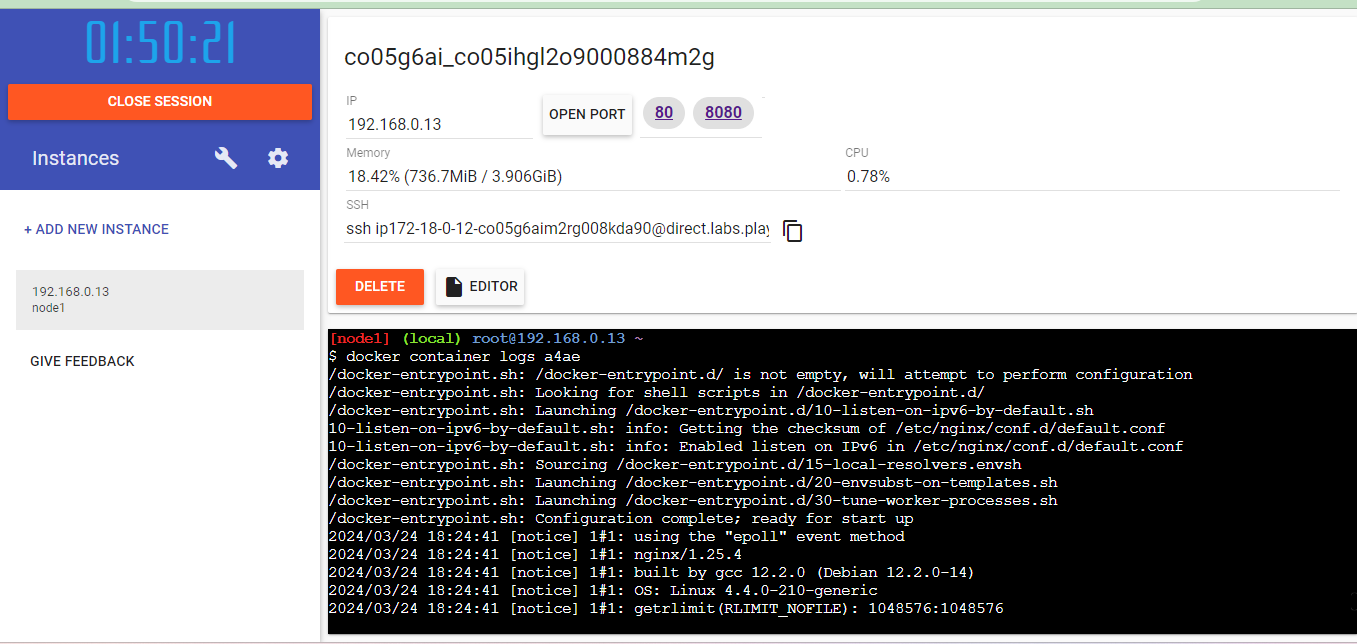 01:50:21
CLOSE SESSION
Instances
+ ADD NEW INSTANCE
192.168.0.13
node1
GIVE FEEDBACK
co05g6ai_co05ihgl2o9000884m2g
IP
192.168.0.13
OPEN PORT
80
8080
Memory
18.42% (736.7MiB / 3.906GiB)
CPU
0.78%
SSH
ssh ip172-18-0-12-co05g6aim2rg008kda90@direct.labs.play
DELETE
EDITOR
[node1] (local) root@192.168.0.13 ~
$ docker container logs a4ae
/docker-entrypoint.sh: /docker-entrypoint.d/ is not empty, will attempt to perform configuration
/docker-entrypoint.sh: Looking for shell scripts in /docker-entrypoint.d/
/docker-entrypoint.sh: Launching /docker-entrypoint.d/10-listen-on-ipv6-by-default.sh
10-listen-on-ipv6-by-default.sh: info: Getting the checksum of /etc/nginx/conf.d/default.conf
10-listen-on-ipv6-by-default.sh: info: Enabled listen on IPv6 in /etc/nginx/conf.d/default.conf
/docker-entrypoint.sh: Sourcing /docker-entrypoint.d/15-local-resolvers.envsh
/docker-entrypoint.sh: Launching /docker-entrypoint.d/20-envsubst-on-templates.sh
/docker-entrypoint.sh: Launching /docker-entrypoint.d/30-tune-worker-processes.sh
/docker-entrypoint.sh: Configuration complete; ready for start up
2024/03/24 18:24:41 [notice] 1#1: using the "epoll" event method
2024/03/24 18:24:41 [notice] 1#1: nginx/1.25.4
2024/03/24 18:24:41 [notice] 1#1: built by gcc 12.2.0 (Debian 12.2.0-14)
2024/03/24 18:24:41 [notice] 1#1: OS: Linux 4.4.0-210-generic
2024/03/24 18:24:41 [notice] 1#1: getrlimit(RLIMIT_NOFILE): 1048576:1048576